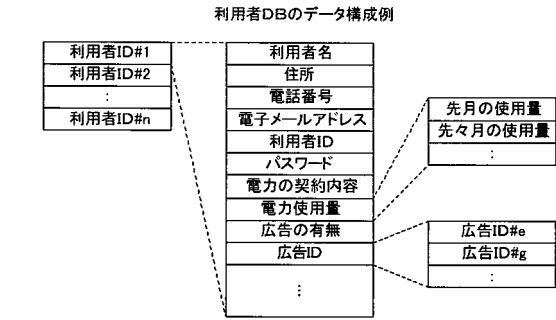 利用者DBのデータ構成例
利用者ID#1
利用者ID#2
:
利用者ID#n
利用者名
住所
電話番号
電子メールアドレス
利用者ID
パスワード
電力の契約内容
電力使用量
広告の有無
広告ID
:
先月の使用量
先々月の使用量
:
広告ID#e
広告ID#g
: